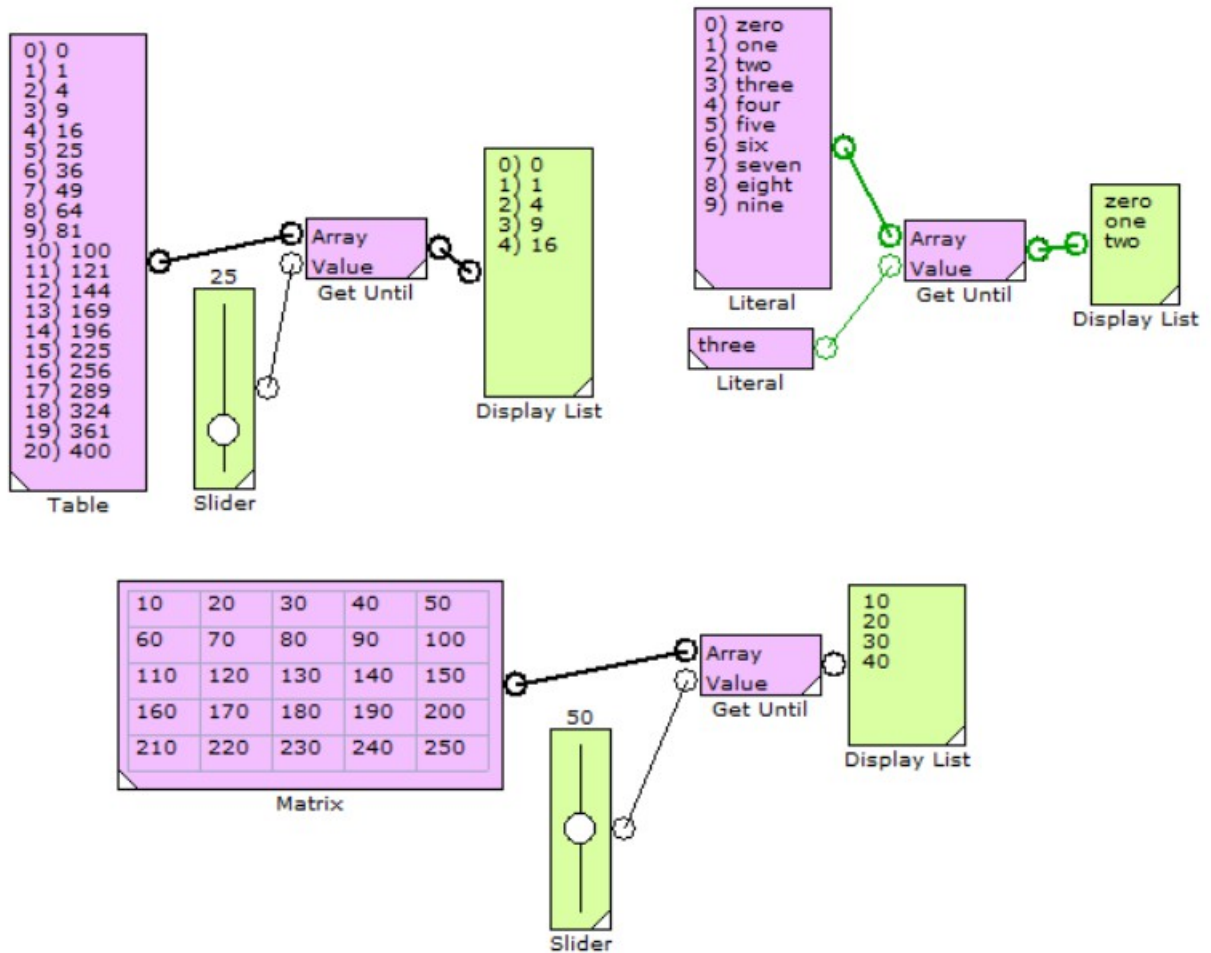 0) 0
1) 1
2) 4
3) 9
4) 16
5) 25
6) 36
7) 49
8) 64
9) 81
10) 100
11) 121
12) 144
13) 169
14) 196
15) 225
16) 256
17) 289
18) 324
19) 361
20) 400
Table
25
Slider
Array
Value
Get Until
0) 0
1) 1
2) 4
3) 9
4) 16
Display List
0) zero
1) one
2) two
3) three
4) four
5) five
6) six
7) seven
8) eight
9) nine
Literal
three
Literal
Array
Value
Get Until
zero
one
two
Display List
10 20 30 40 50
60 70 80 90 100
110 120 130 140 150
160 170 180 190 200
210 220 230 240 250
Matrix
50
Slider
Array
Value
Get Until
10
20
30
40
Display List